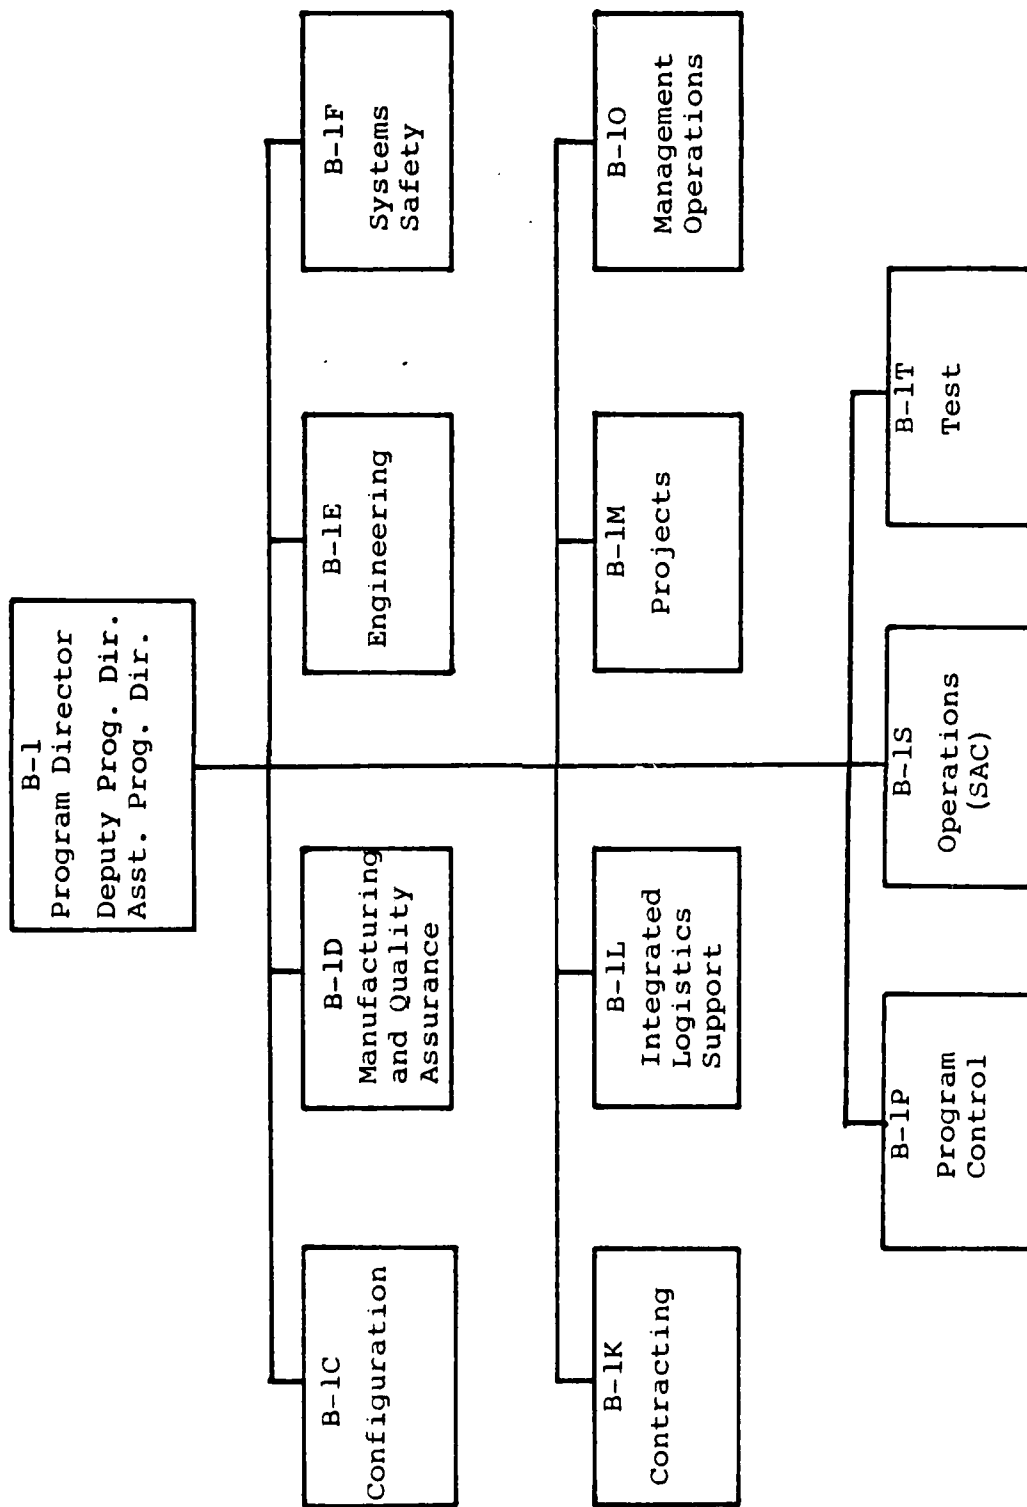 B-1
Program Director
Deputy Prog. Dir.
Asst. Prog. Dir.
B-1C
Configuration
B-1D
Manufacturing
and Quality
Assurance
B-1E
Engineering
B-1F
Systems
Safety
B-1K
Contracting
B-1L
Integrated
Logistics
Support
B-1M
Projects
B-1O
Management
Operations
B-1P
Program
Control
B-1S
Operations
(SAC)
B-1T
Test